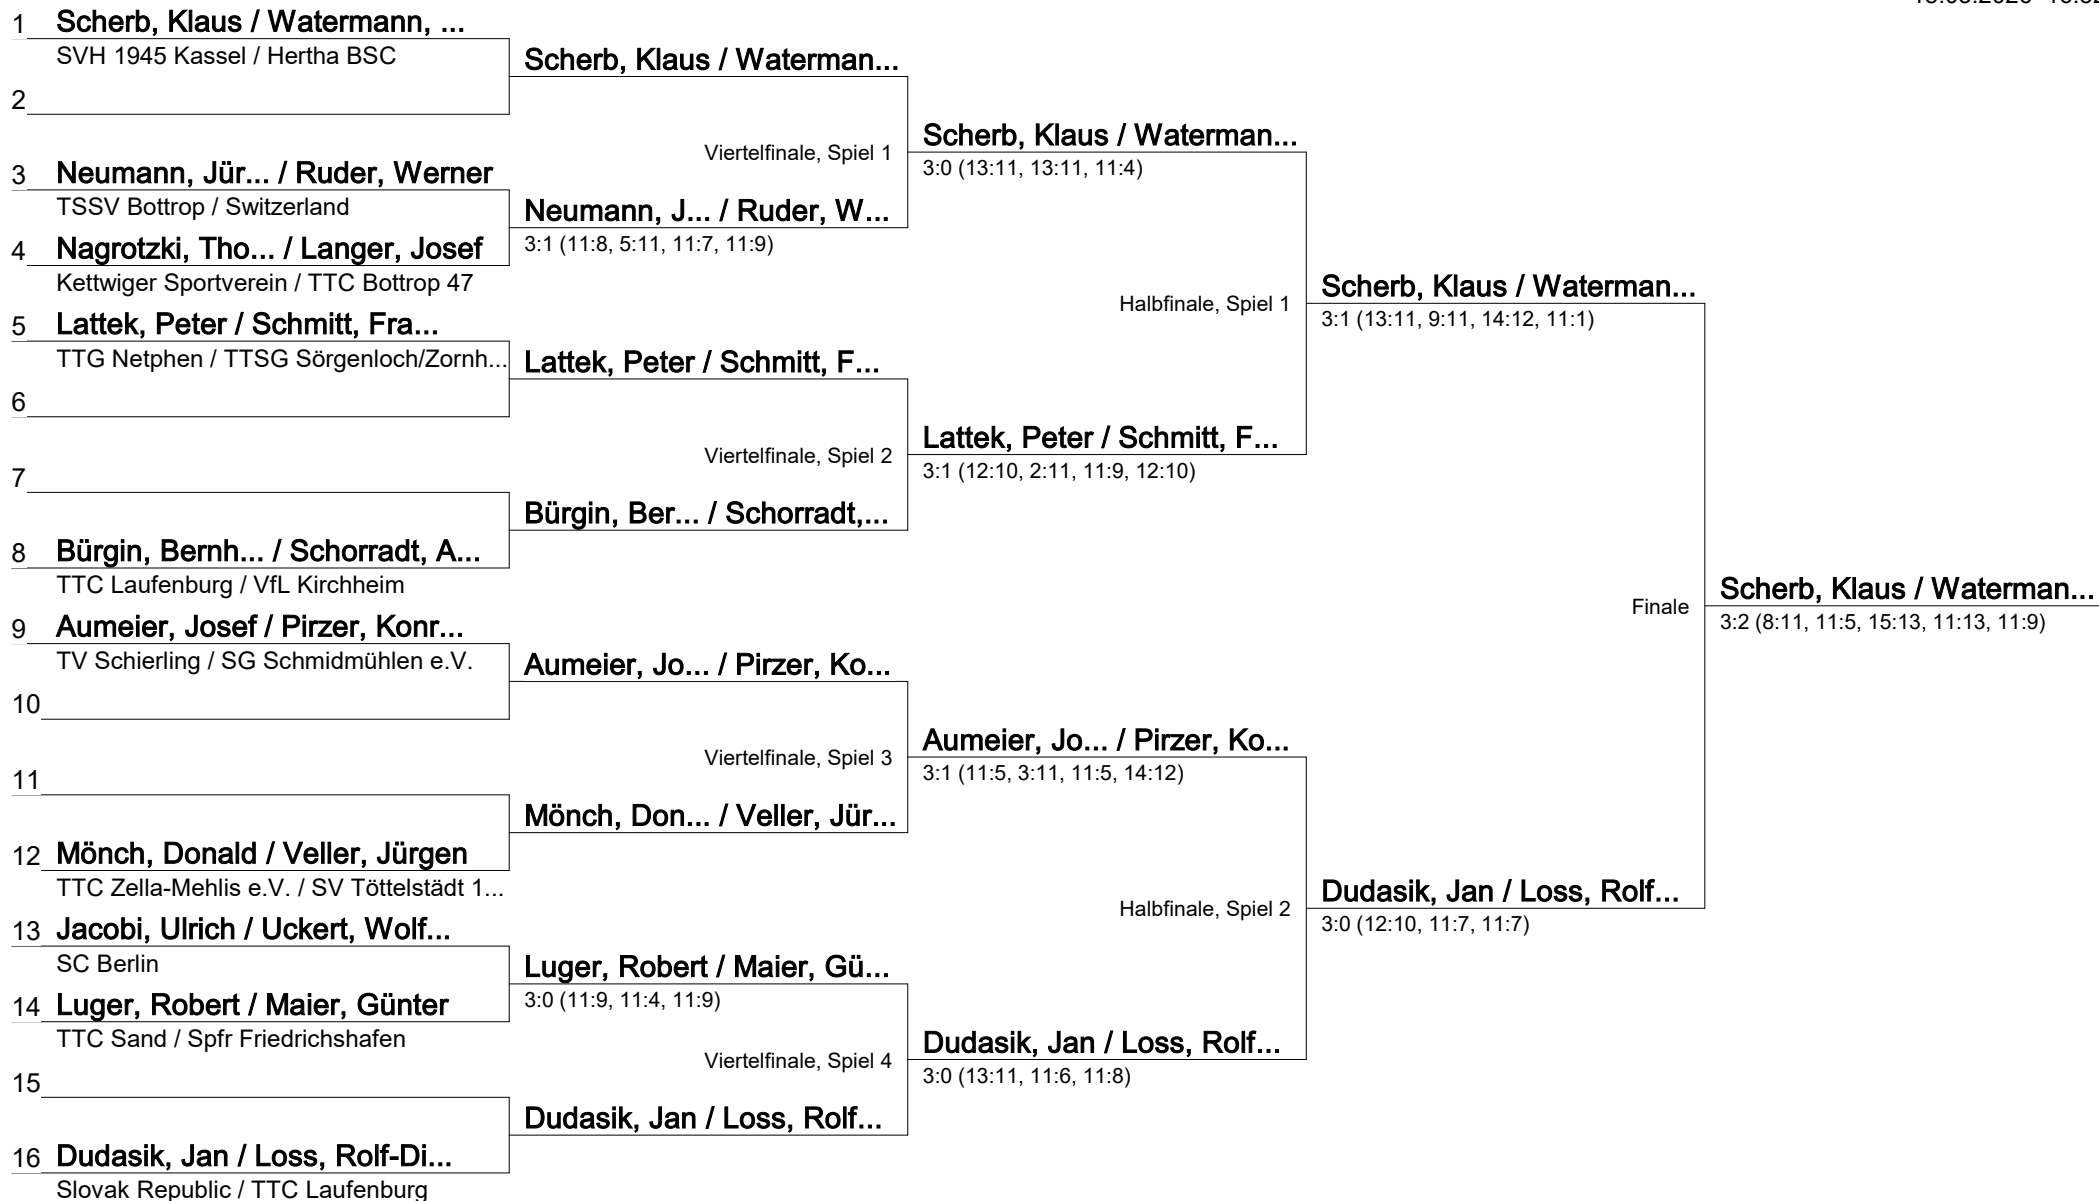 1 Scherb, Klaus / Watermann, ...
SVH 1945 Kassel / Hertha BSC
2
3 Neumann, Jür... / Ruder, Werner
TSSV Bottrop / Switzerland
4 Nagrotzki, Tho... / Langer, Josef
Kettwiger Sportverein / TTC Bottrop 47
5 Lattek, Peter / Schmitt, Fra...
TTG Netphen / TTSG Sörgenloch/Zornh...
6
7
8 Bürgin, Bernh... / Schorradt, A...
TTC Laufenburg / VfL Kirchheim
9 Aumeier, Josef / Pirzer, Konr...
TV Schierling / SG Schmidmühlen e.V.
10
11
12 Mönch, Donald / Veller, Jürgen
TTC Zella-Mehlis e.V. / SV Töttelstädt 1...
13 Jacobi, Ulrich / Uckert, Wolf...
SC Berlin
14 Luger, Robert / Maier, Günter
TTC Sand / Spfr Friedrichshafen
15
16 Dudasik, Jan / Loss, Rolf-Di...
Slovak Republic / TTC Laufenburg
Scherb, Klaus / Waterman...
Viertelfinale, Spiel 1
Neumann, J... / Ruder, W...
3:1 (11:8, 5:11, 11:7, 11:9)
Lattek, Peter / Schmitt, F...
Viertelfinale, Spiel 2
Bürgin, Ber... / Schorradt,...
Aumeier, Jo... / Pirzer, Ko...
Viertelfinale, Spiel 3
Mönch, Don... / Veller, Jür...
Luger, Robert / Maier, Gü...
3:0 (11:9, 11:4, 11:9)
Viertelfinale, Spiel 4
Dudasik, Jan / Loss, Rolf...
Scherb, Klaus / Waterman...
3:0 (13:11, 13:11, 11:4)
Halbfinale, Spiel 1
Lattek, Peter / Schmitt, F...
3:1 (12:10, 2:11, 11:9, 12:10)
Aumeier, Jo... / Pirzer, Ko...
3:1 (11:5, 3:11, 11:5, 14:12)
Halbfinale, Spiel 2
Dudasik, Jan / Loss, Rolf...
3:0 (13:11, 11:6, 11:8)
Scherb, Klaus / Waterman...
3:1 (13:11, 9:11, 14:12, 11:1)
Finale
Dudasik, Jan / Loss, Rolf...
3:0 (12:10, 11:7, 11:7)
Scherb, Klaus / Waterman...
3:2 (8:11, 11:5, 15:13, 11:13, 11:9)